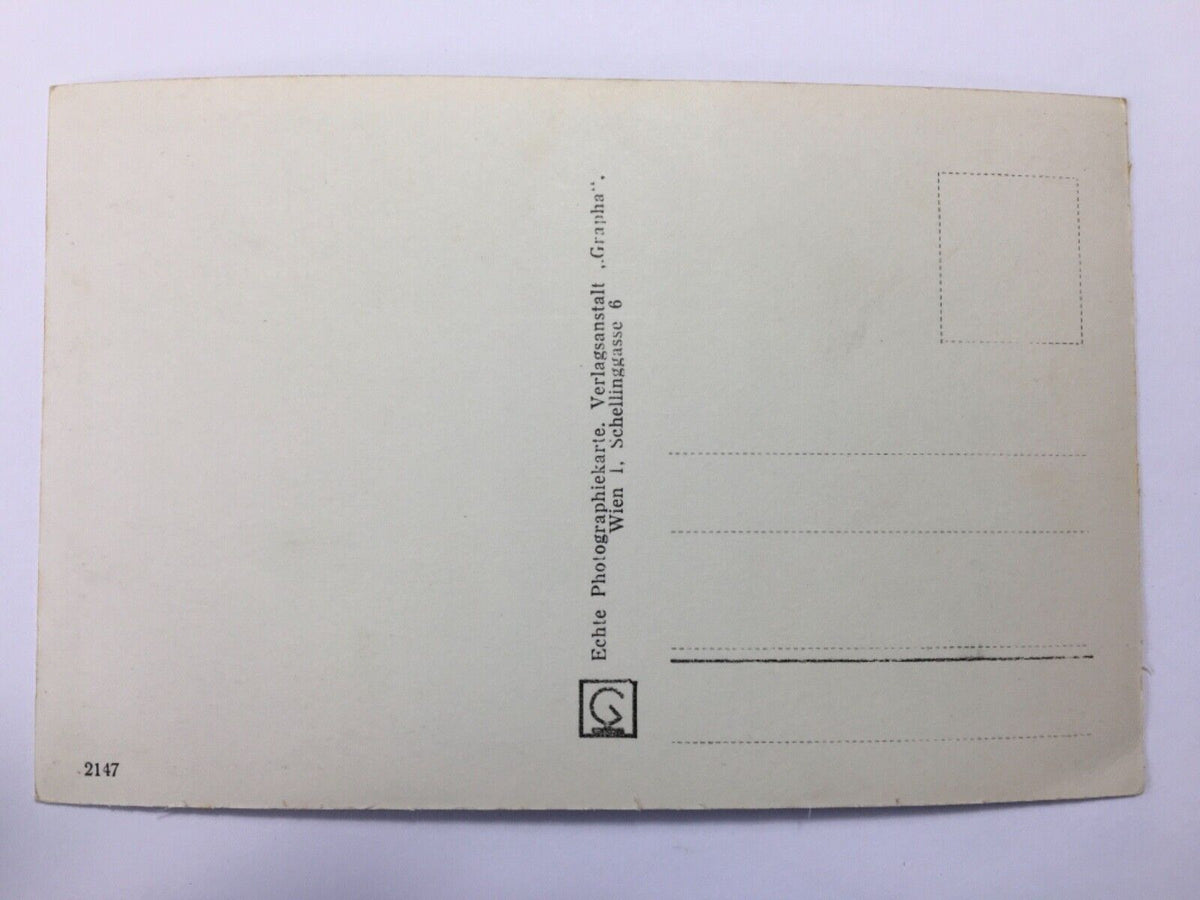 Echte Photographiekarte. Verlagsanstalt „Grapha“,
Wien 1, Schellinggasse 6
G
2147